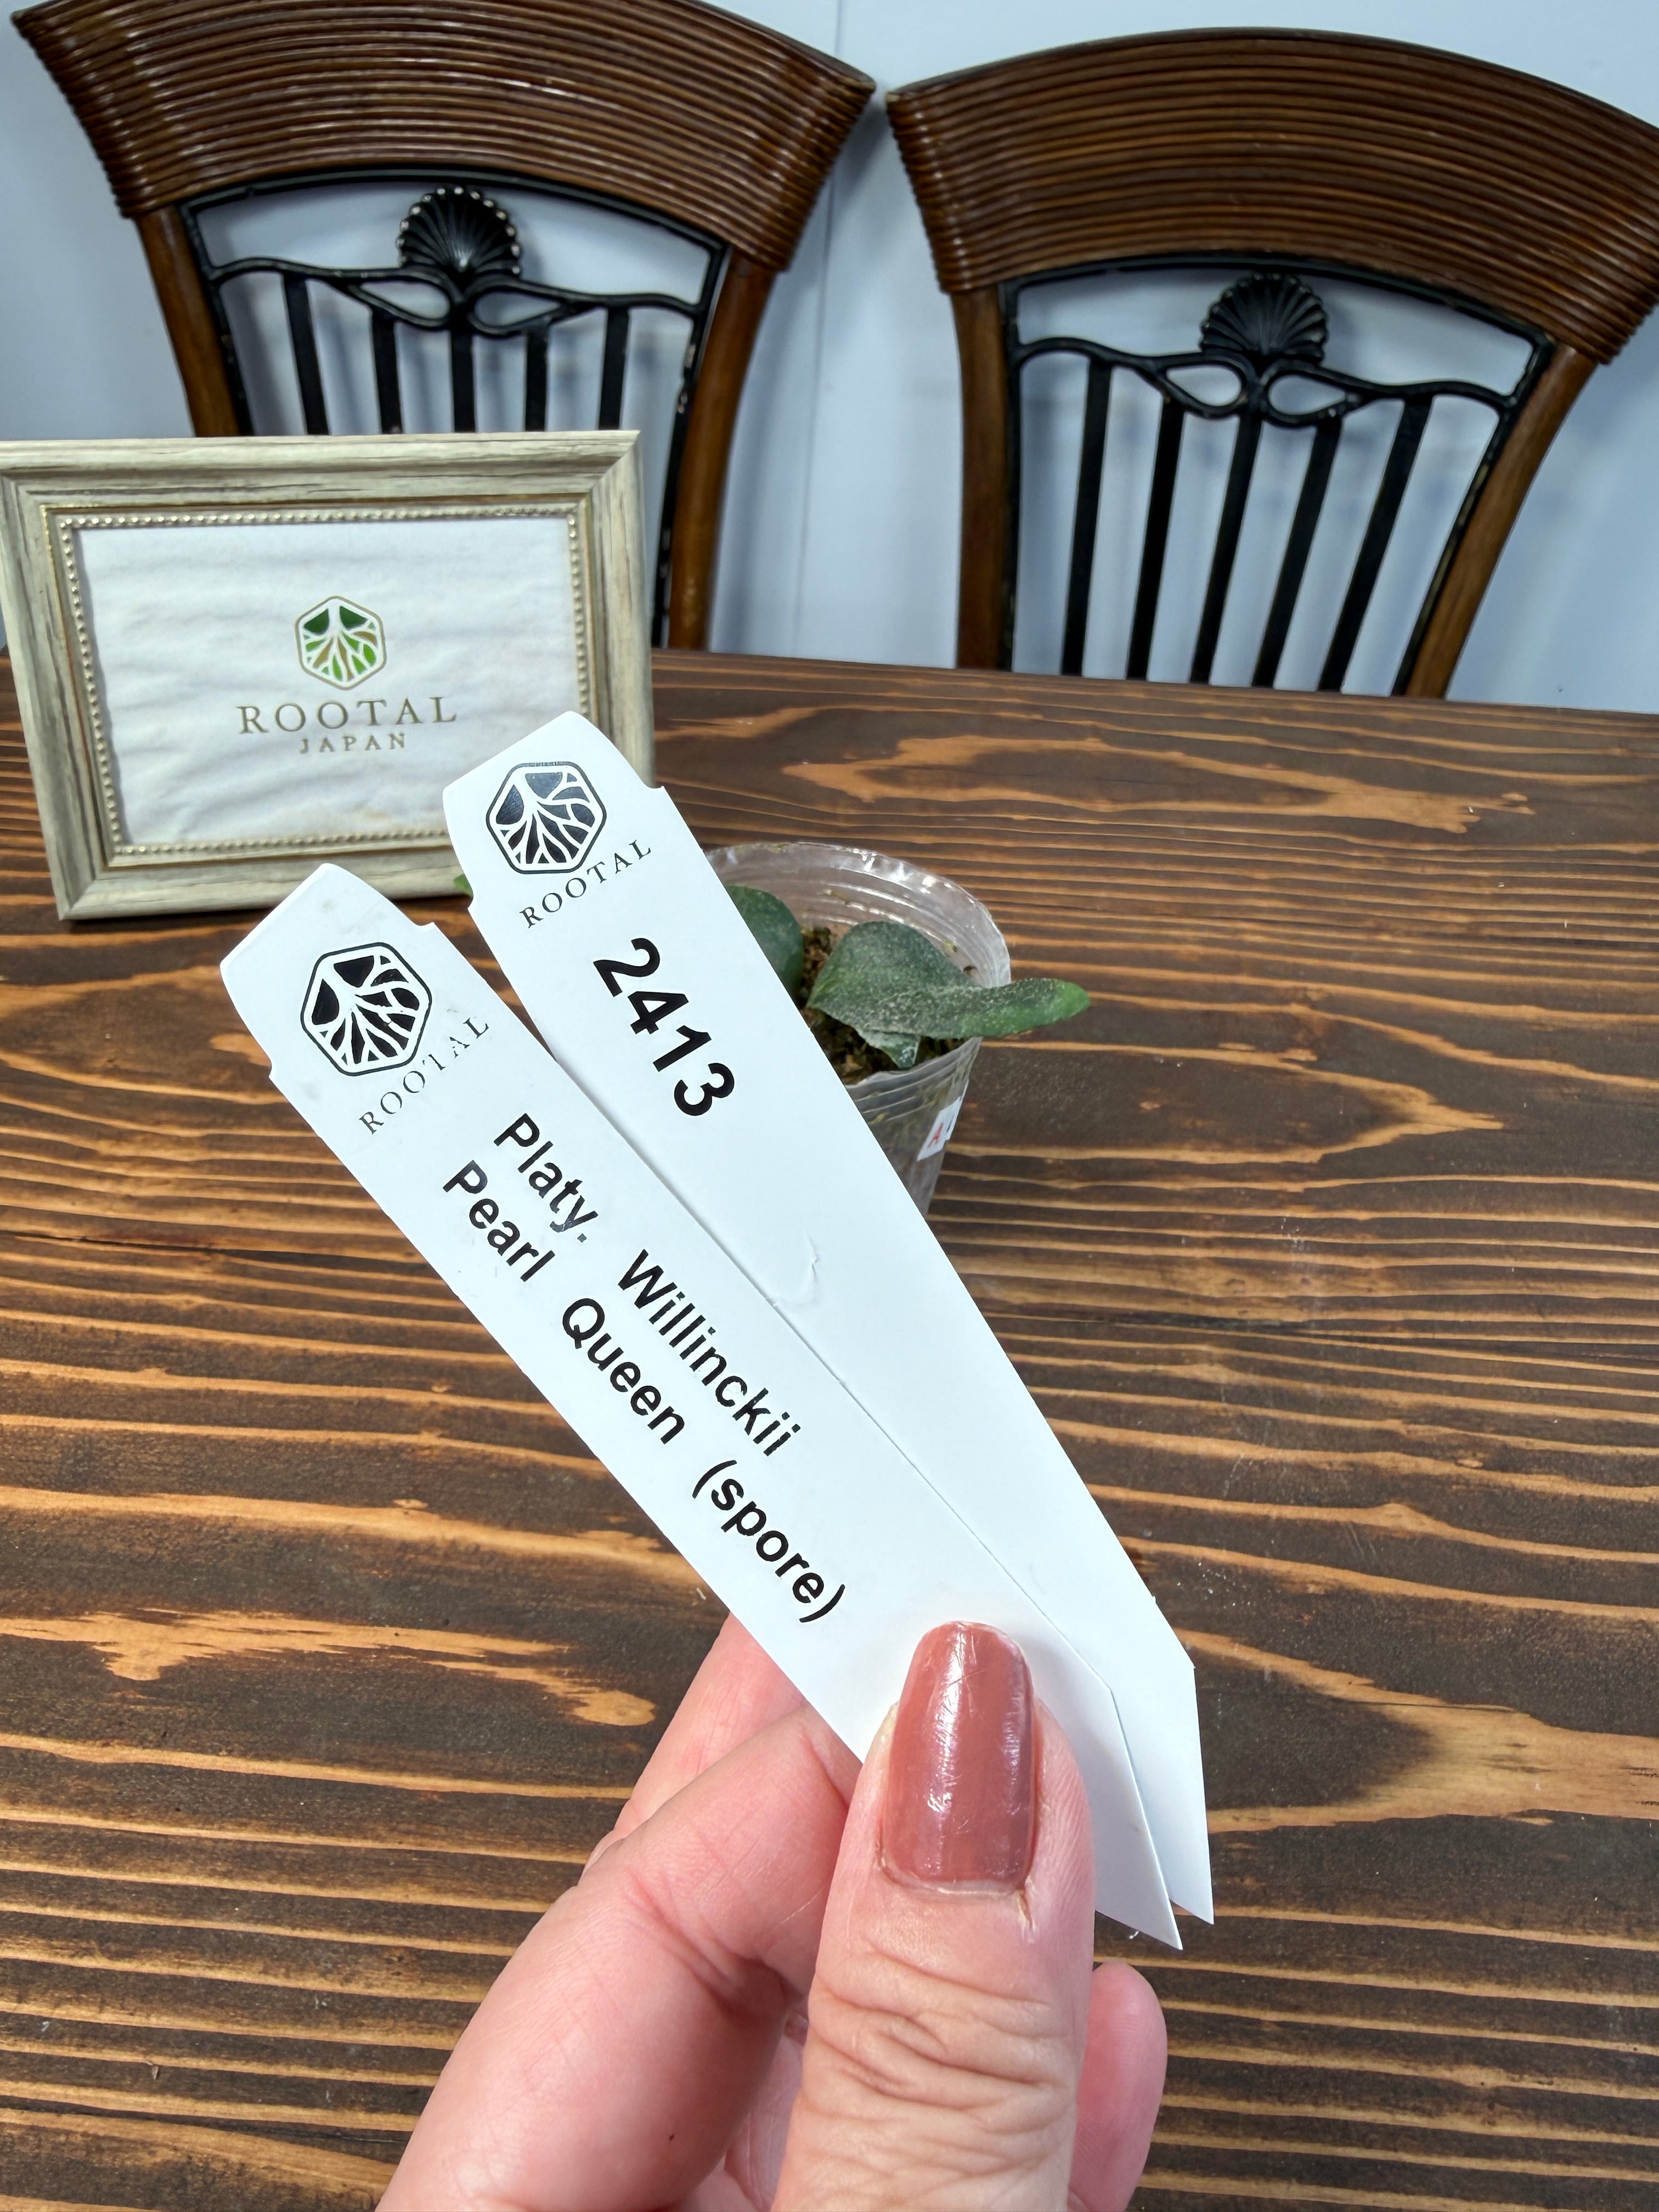 ROOTAL
JAPAN
ROOTAL
2413
ROOTAL
Platy. Willinckii
Pearl Queen (spore)
A